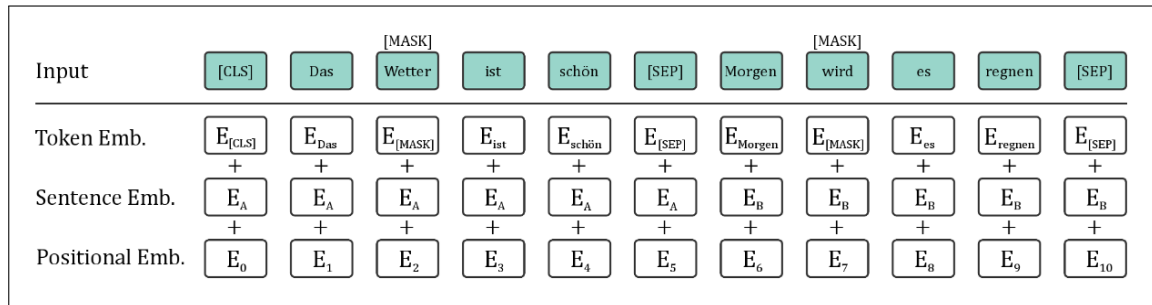 [MASK] [MASK]
Input [CLS] Das Wetter ist schön [SEP] Morgen wird es regnen [SEP]
Token Emb. E[CLS] EDas E[MASK] Eist Eschön E[SEP] EMorgen E[MASK] Ees Eregnen E[SEP]
+ + + + + + + + + + +
Sentence Emb. EA EA EA EA EA EA EB EB EB EB EB
+ + + + + + + + + + +
Positional Emb. E0 E1 E2 E3 E4 E5 E6 E7 E8 E9 E10